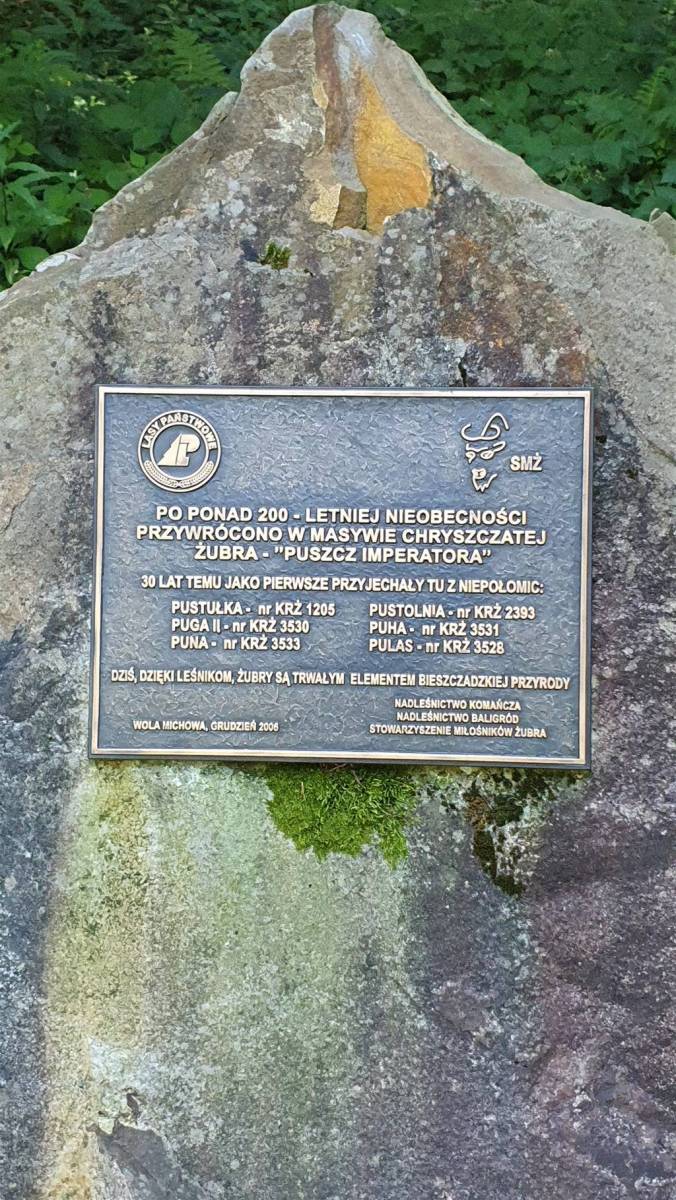 LASY PAŃSTWOWE
LP
SMŻ
PO PONAD 200 - LETNIEJ NIEOBECNOŚCI
PRZYWRÓCONO W MASYWIE CHRYSZCZATEJ
ŻUBRA - "PUSZCZ IMPERATORA"
30 LAT TEMU JAKO PIERWSZE PRZYJECHAŁY TU Z NIEPOŁOMIC:
PUSTUŁKA - nr KRŻ 1205
PUGA II - nr KRŻ 3530
PUNA - nr KRŻ 3533
PUSTOLNIA - nr KRŻ 2393
PUHA - nr KRŻ 3531
PULAS - nr KRŻ 3528
DZIŚ, DZIĘKI LEŚNIKOM, ŻUBRY SĄ TRWAŁYM ELEMENTEM BIESZCZADZKIEJ PRZYRODY
WOLA MICHOWA, GRUDZIEŃ 2006
NADLEŚNICTWO KOMAŃCZA
NADLEŚNICTWO BALIGRÓD
STOWARZYSZENIE MIŁOŚNIKÓW ŻUBRA